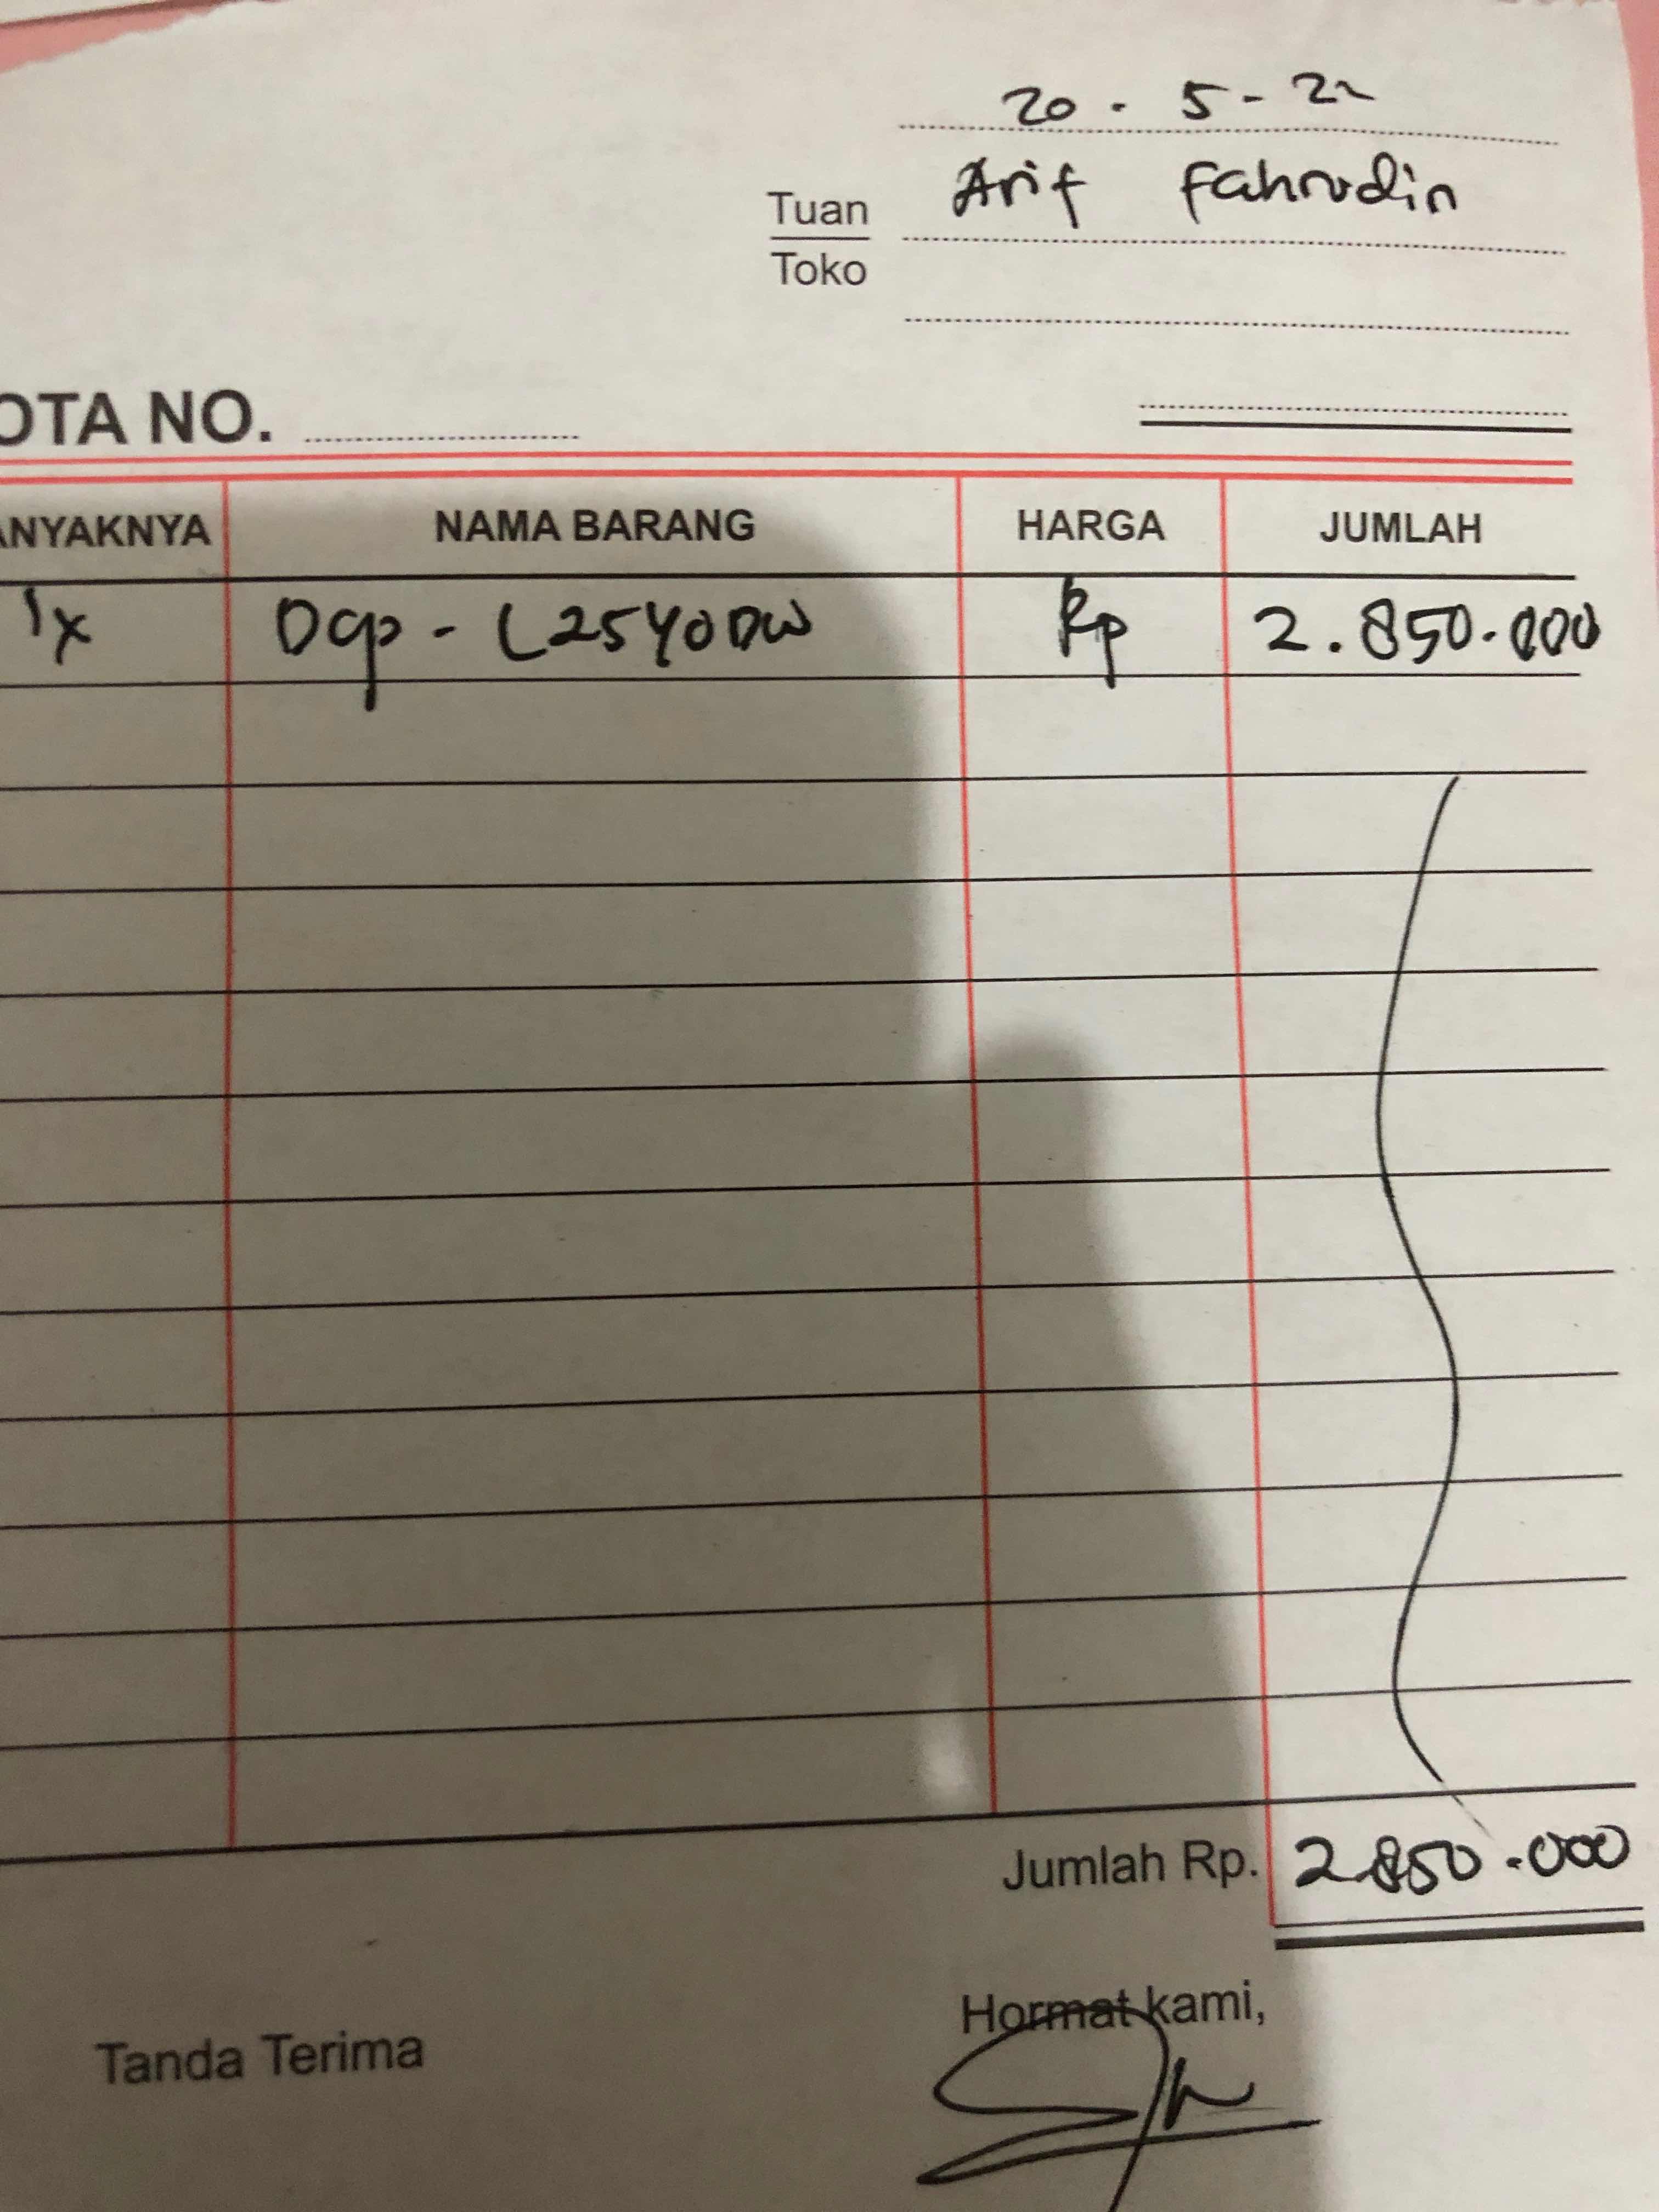 20 - 5 - 22
Tuan Arif Fahrudin
Toko
OTA NO.
ANYAKNYA NAMA BARANG HARGA JUMLAH
1x Dcp - L2540DW Rp 2.850.000
Jumlah Rp. 2.850.000
Tanda Terima Hormat kami,